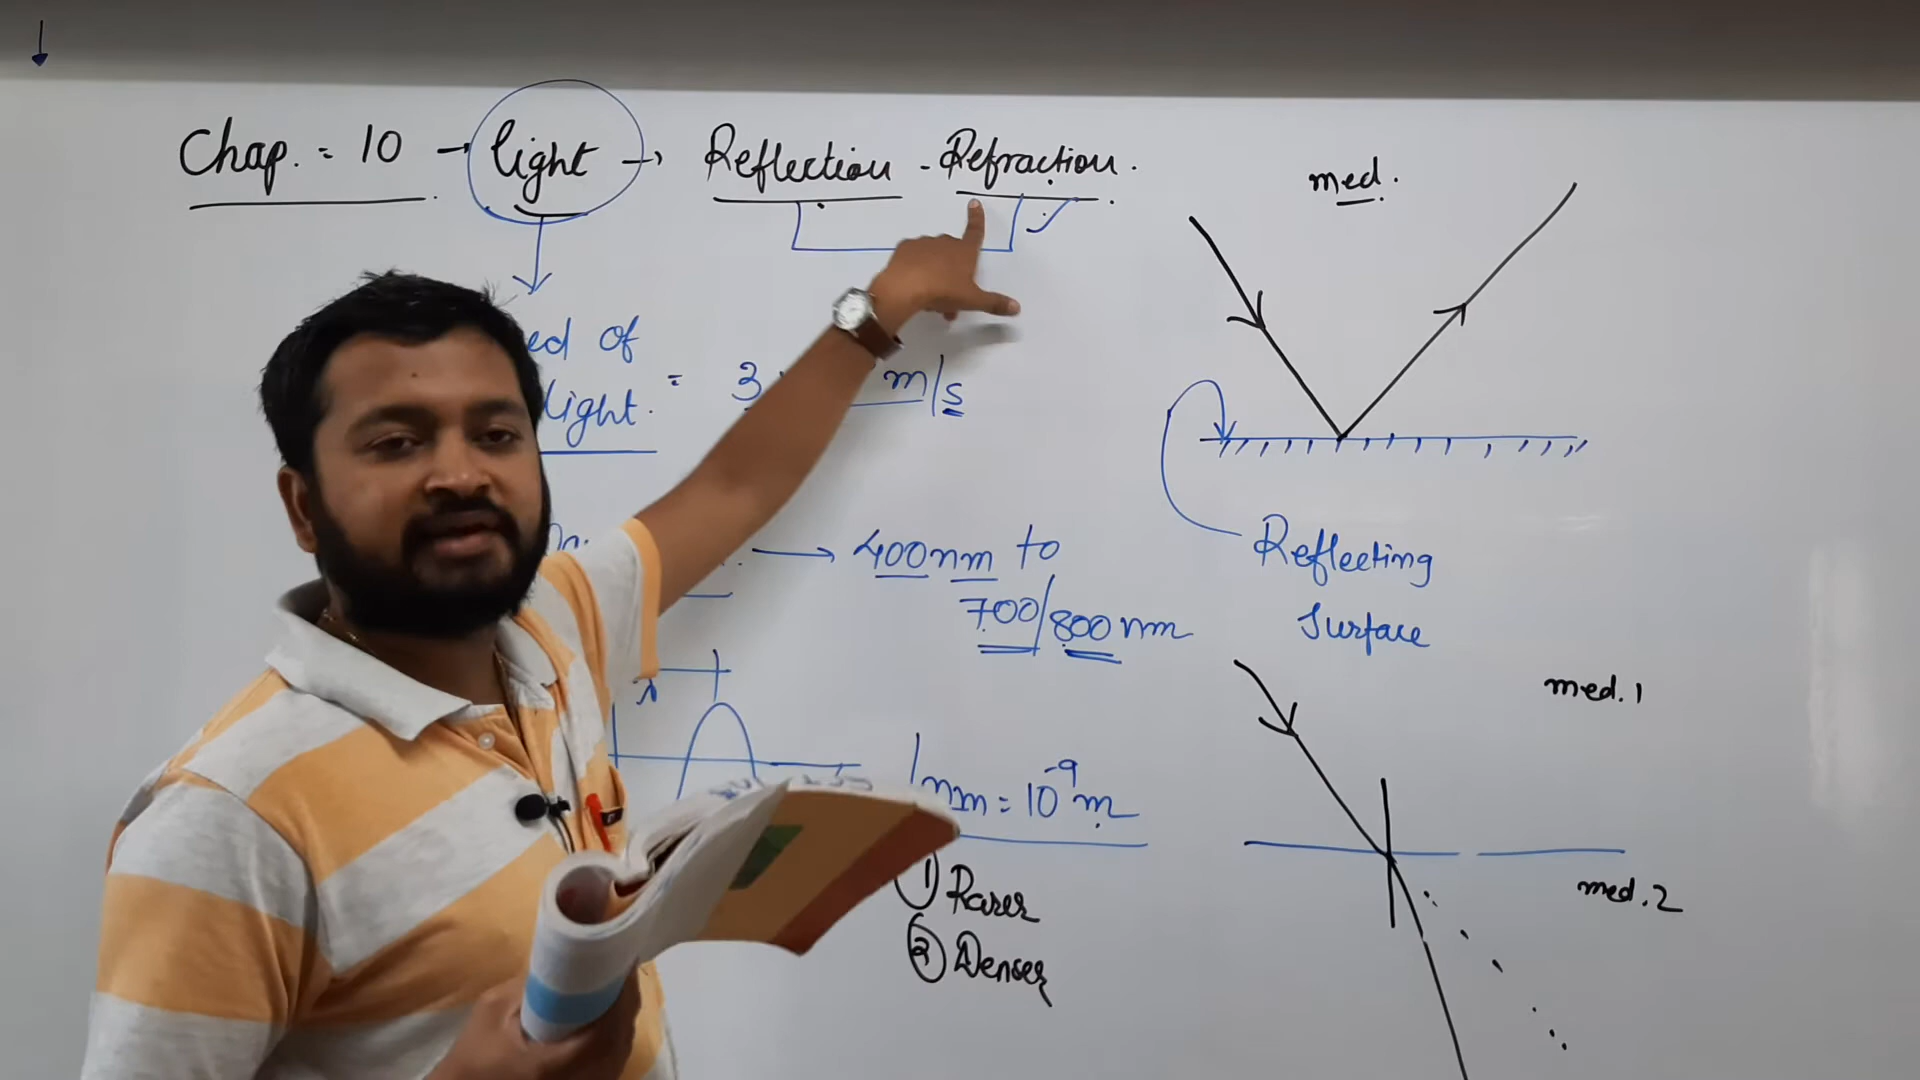 Chap. = 10 → light → Reflection - Refraction.
ed of
light. = 3 m/s
→ 400nm to
700/800 nm
λ
1nm = 10⁻⁹m
① Rarer
② Denser
med.
Reflecting
Surface
med. 1
med. 2